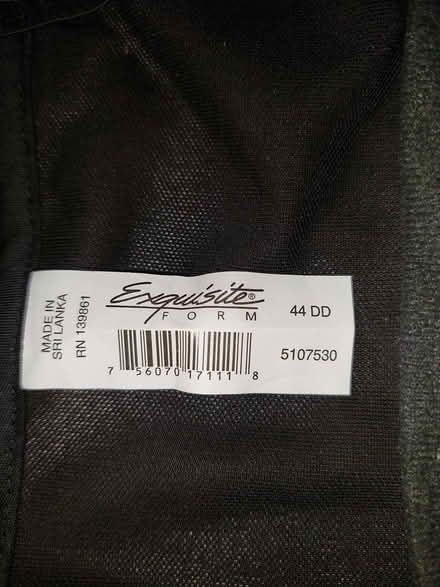 MADE IN
SRI LANKA
RN 139861
Exquisite®
FORM
44 DD
7 56070 17111 8
5107530